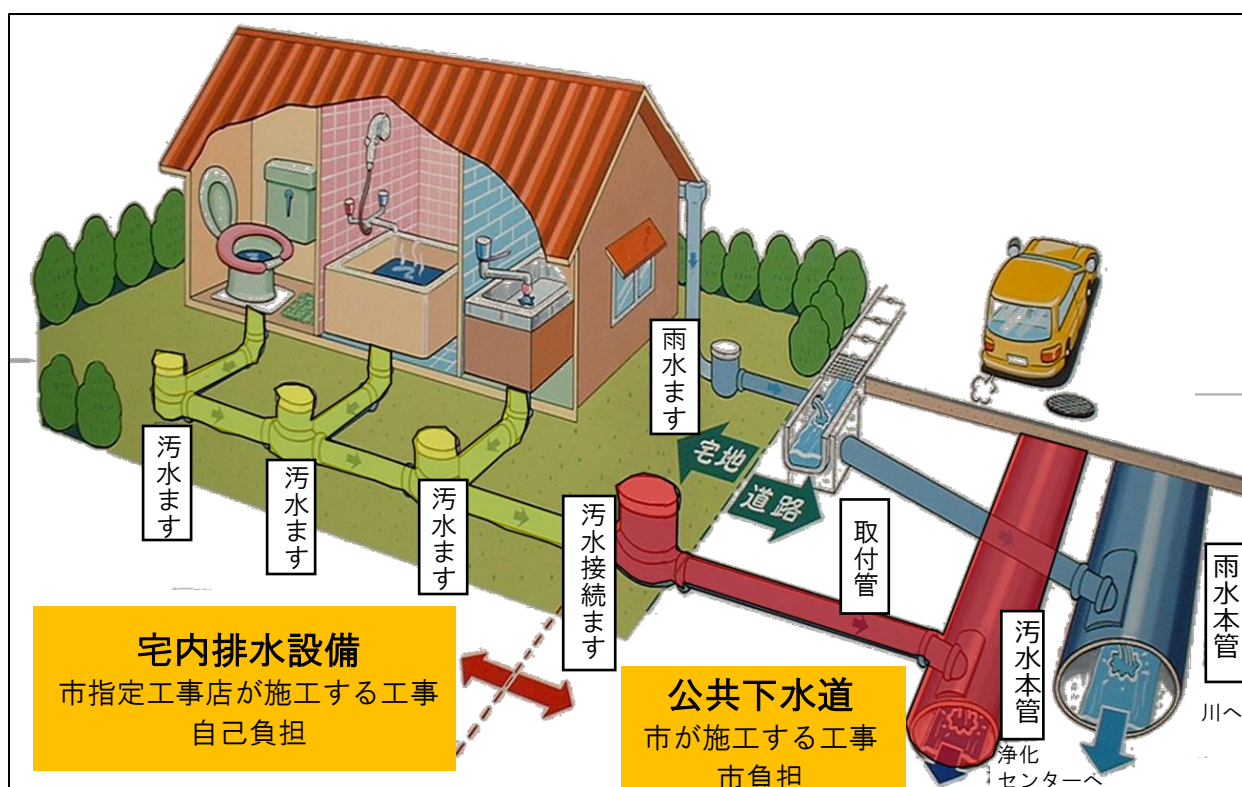 雨水ます
宅地
道路
汚水ます
汚水ます
汚水ます
汚水接続ます
取付管
汚水本管
雨水本管
川へ
浄化
センターへ
宅内排水設備
市指定工事店が施工する工事
自己負担
公共下水道
市が施工する工事
市負担